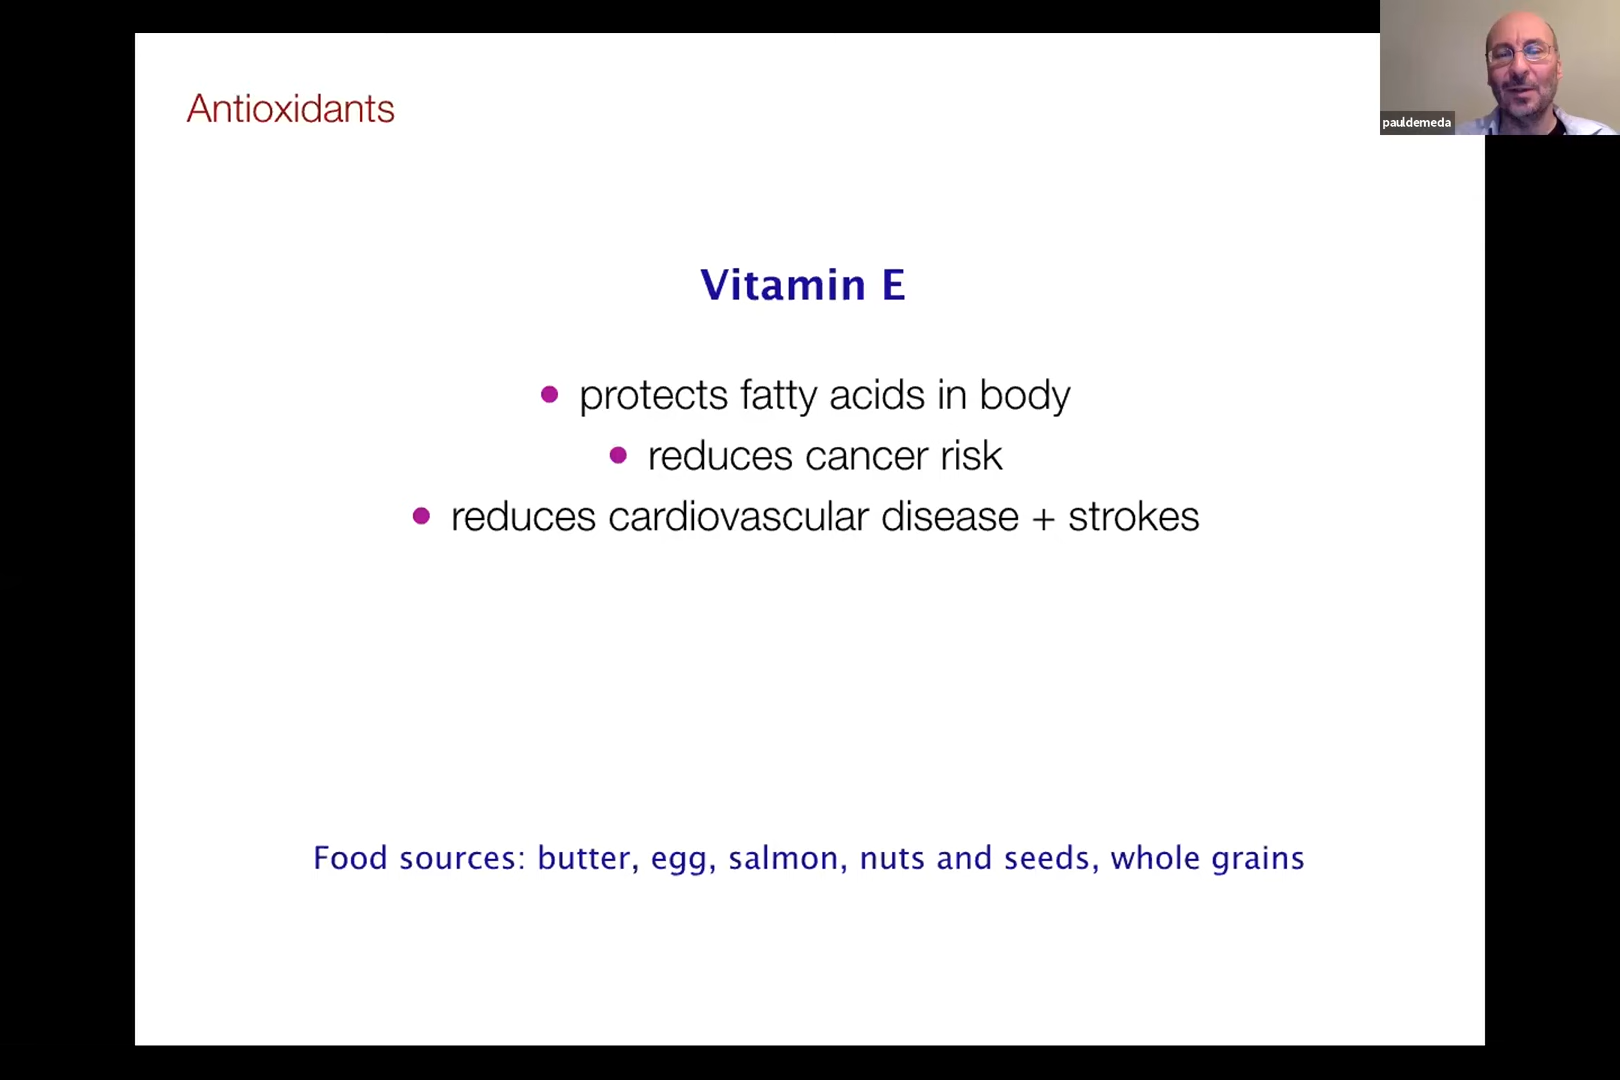 Antioxidants
pauldemeda
Vitamin E
• protects fatty acids in body
• reduces cancer risk
• reduces cardiovascular disease + strokes
Food sources: butter, egg, salmon, nuts and seeds, whole grains